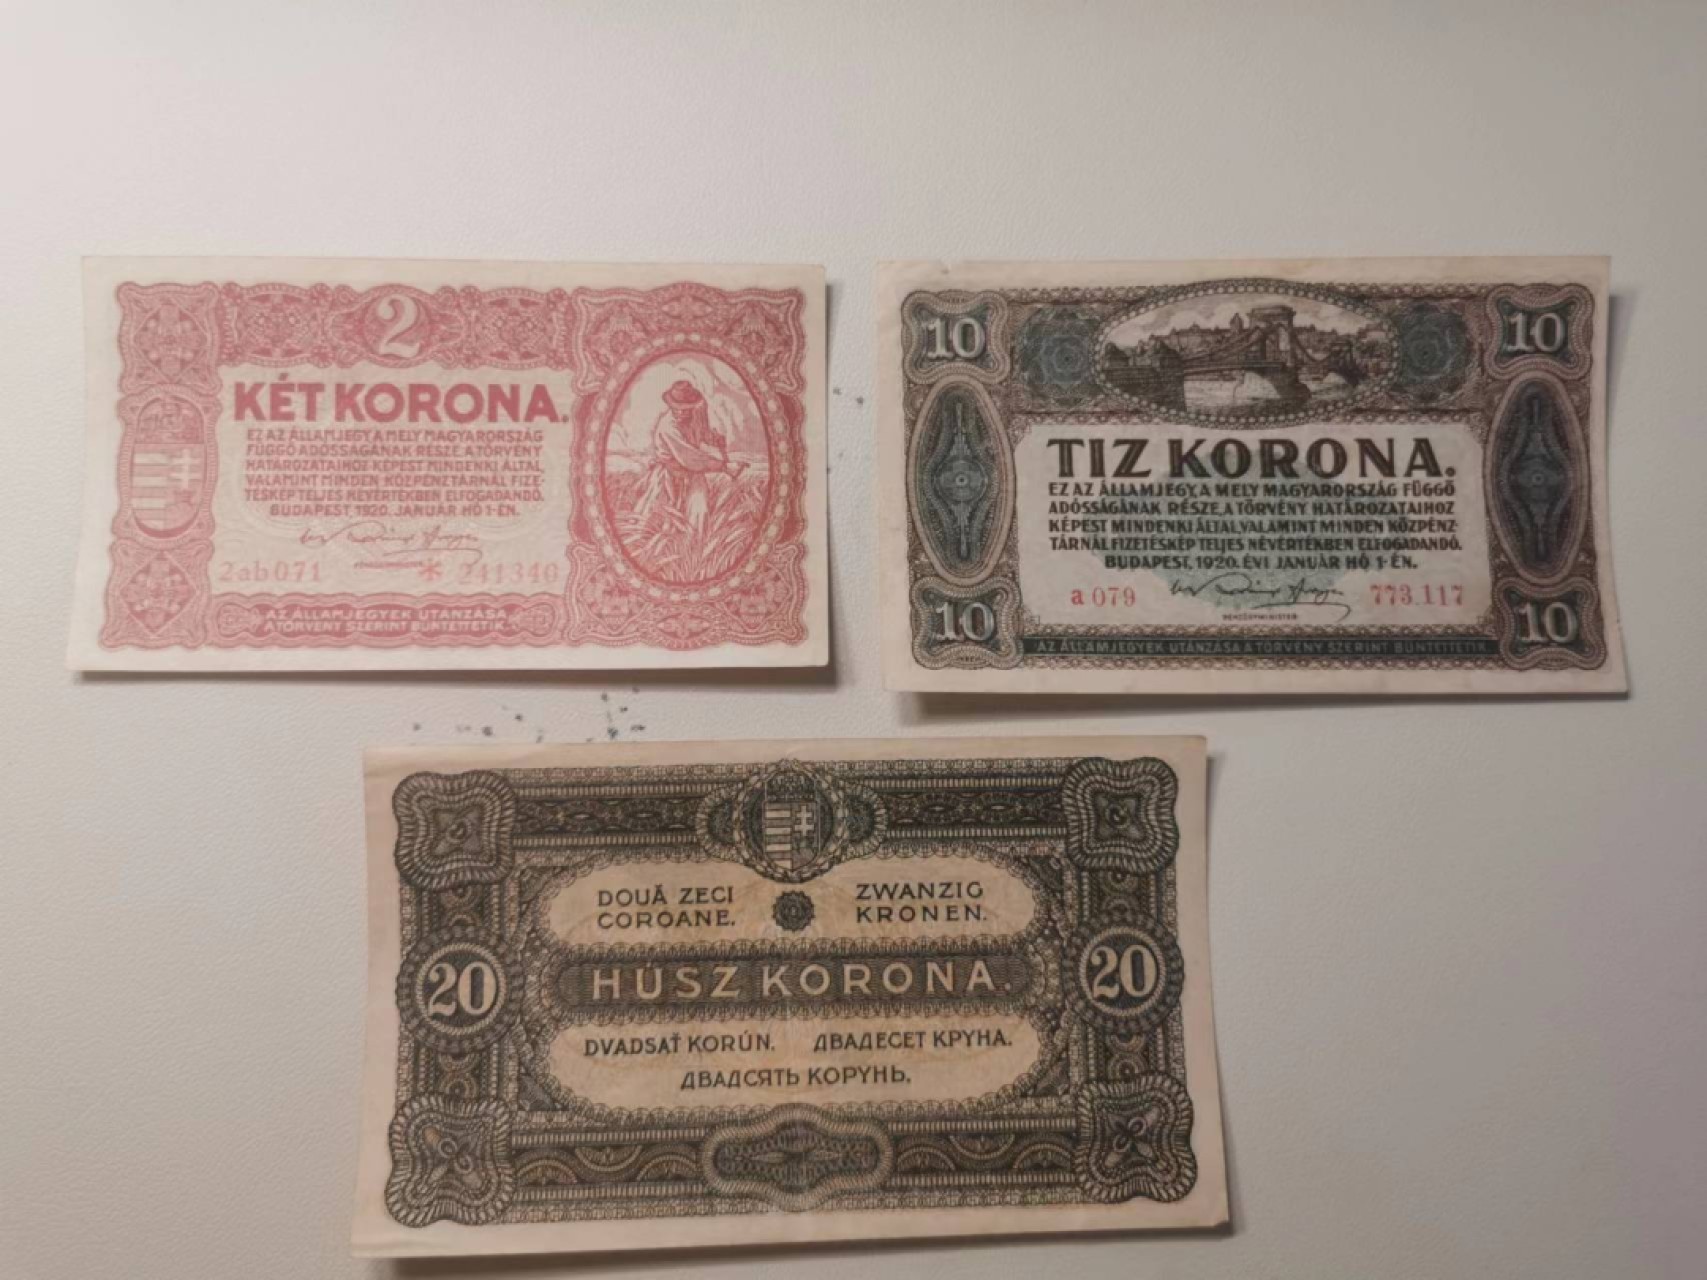 2
KÉT KORONA.
EZ AZ ÁLLAMJEGY, A MELY MAGYARORSZÁG
FÜGGŐ ADÓSSÁGÁNAK RÉSZE, A TÖRVÉNY
HATÁROZATAIHOZ KÉPEST MINDENKI ÁLTAL,
VALAMINT MINDEN KÖZPÉNZTÁRNÁL FIZE-
TÉSKÉP TELJES NÉVÉRTÉKBEN ELFOGADANDÓ.
BUDAPEST, 1920. JANUÁR HÓ 1-ÉN.
2ab071 * 241340
AZ ÁLLAMJEGYEK UTÁNZÁSA
A TÖRVÉNY SZERINT BÜNTETTETIK.
10 10
TIZ KORONA.
EZ AZ ÁLLAMJEGY, A MELY MAGYARORSZÁG FÜGGŐ
ADÓSSÁGÁNAK RÉSZE, A TÖRVÉNY HATÁROZATAIHOZ
KÉPEST MINDENKI ÁLTAL, VALAMINT MINDEN KÖZPÉNZ-
TÁRNÁL FIZETÉSKÉP TELJES NÉVÉRTÉKBEN ELFOGADANDÓ.
BUDAPEST, 1920. ÉVI JANUÁR HÓ 1-ÉN.
a 079 773.117
PÉNZÜGYMINISTER
10 10
AZ ÁLLAMJEGYEK UTÁNZÁSA A TÖRVÉNY SZERINT BÜNTETTETIK.
DOUĂ ZECI ZWANZIG
COROANE. KRONEN.
20 HÚSZ KORONA. 20
DVADSAŤ KORÚN. ДВАДЕСЕТ КРУНА.
ДВАДСЯТЬ КОРУНЬ.